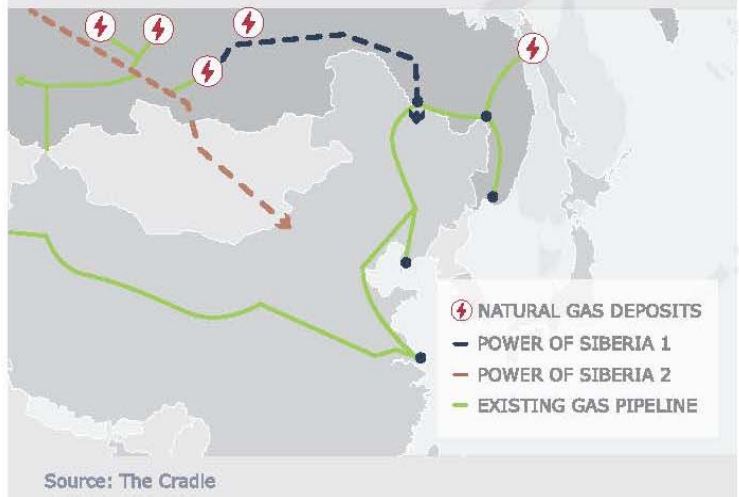 NATURAL GAS DEPOSITS
POWER OF SIBERIA 1
POWER OF SIBERIA 2
EXISTING GAS PIPELINE
Source: The Cradle